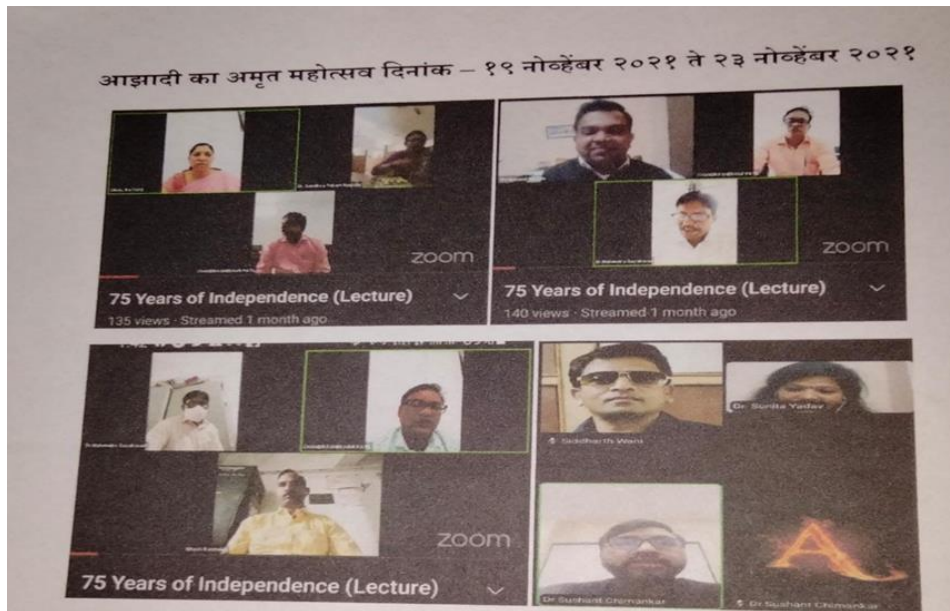 आझादी का अमृत महोत्सव दिनांक – १९ नोव्हेंबर २०२१ ते २३ नोव्हेंबर २०२१
zoom
75 Years of Independence (Lecture)
135 views · Streamed 1 month ago
zoom
75 Years of Independence (Lecture)
140 views · Streamed 1 month ago
zoom
75 Years of Independence (Lecture)
Siddharth Wani
Dr. Sunita Yadav
Dr Sushant Chimankar
A
Dr Sushant Chimankar